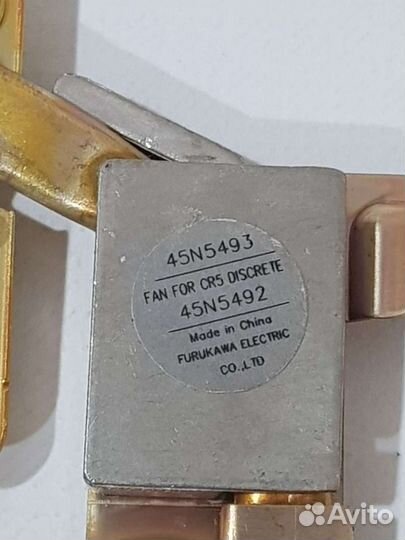 45N5493
FAN FOR CR5 DISCRETE
45N5492
Made in China
FURUKAWA ELECTRIC
CO.,LTD
Avito